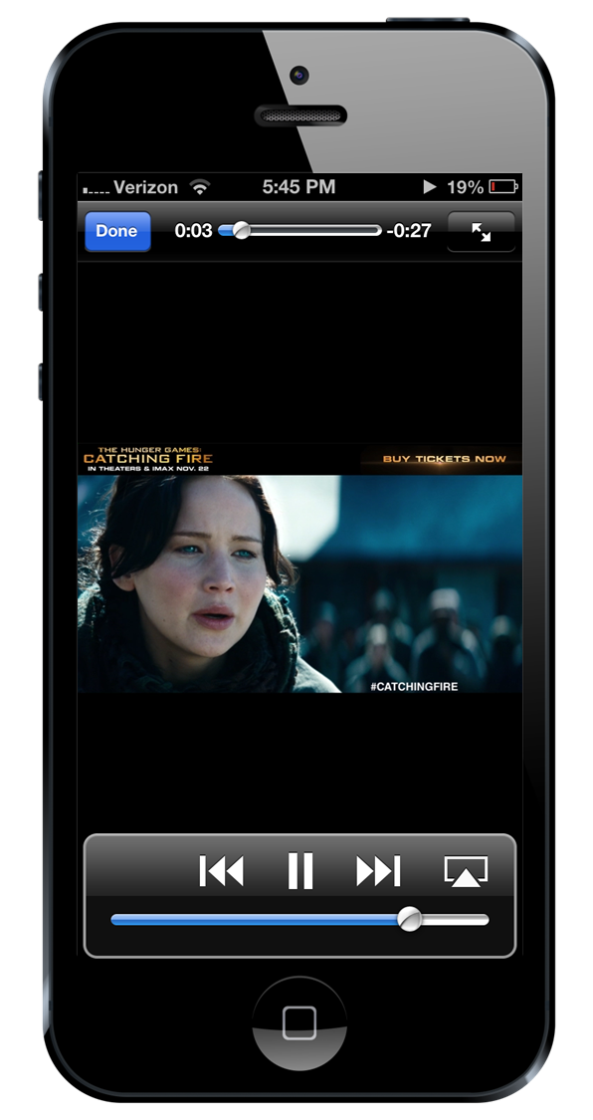 Verizon 5:45 PM 19%
Done 0:03 -0:27
THE HUNGER GAMES:
CATCHING FIRE
IN THEATERS & IMAX NOV. 22
BUY TICKETS NOW
#CATCHINGFIRE